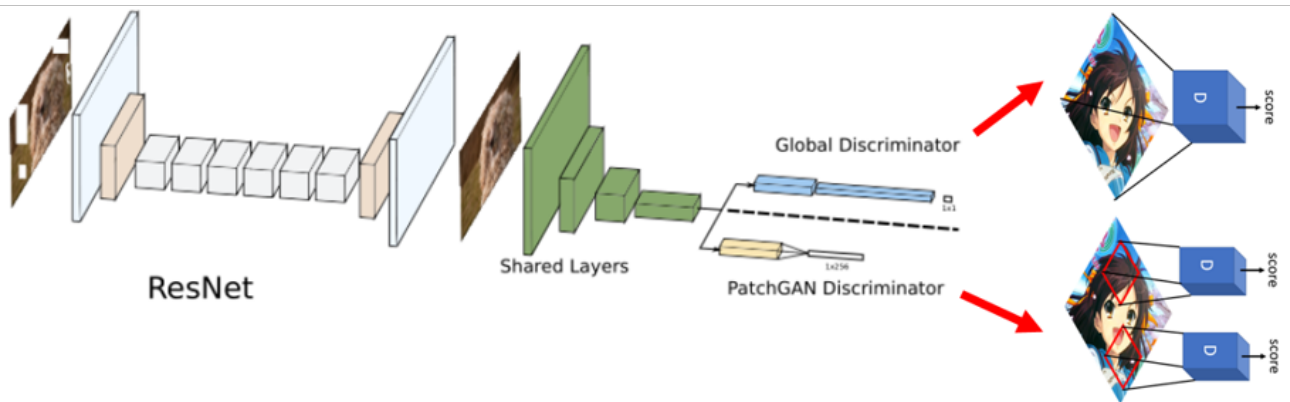 ResNet
Shared Layers
Global Discriminator
1x1
1x256
PatchGAN Discriminator
D
score
D
score
D
score